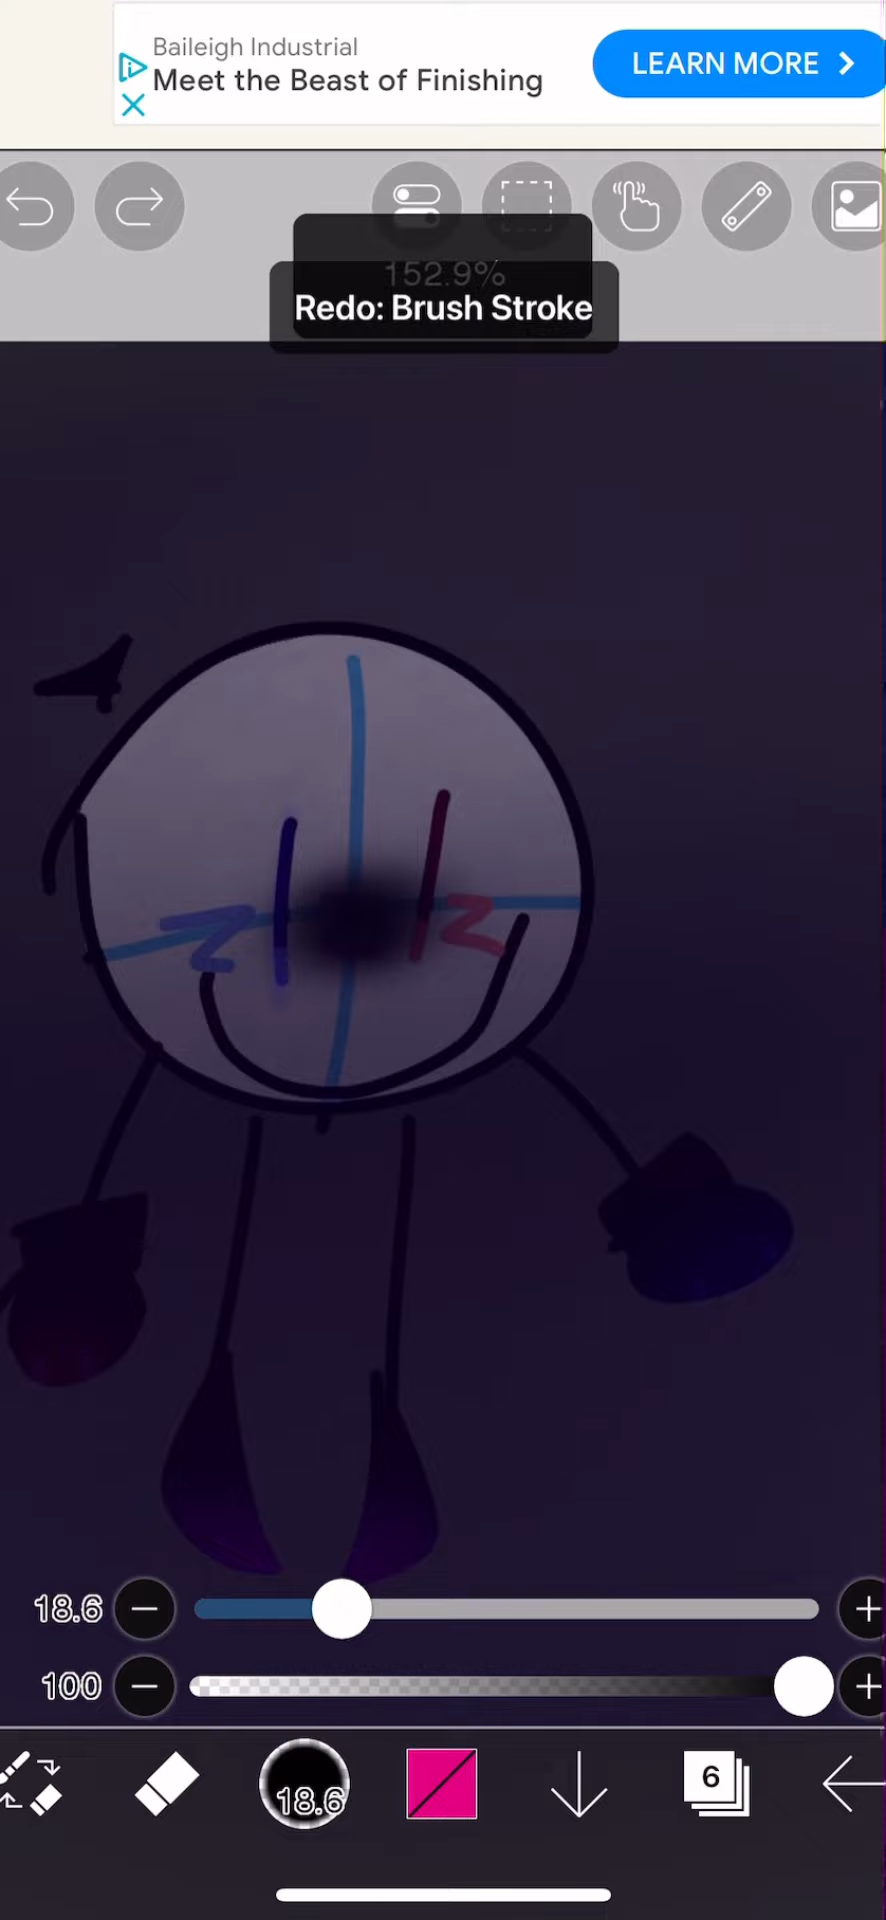 Baileigh Industrial
Meet the Beast of Finishing
LEARN MORE
152.9%
Redo: Brush Stroke
18.6
100
18.6
6